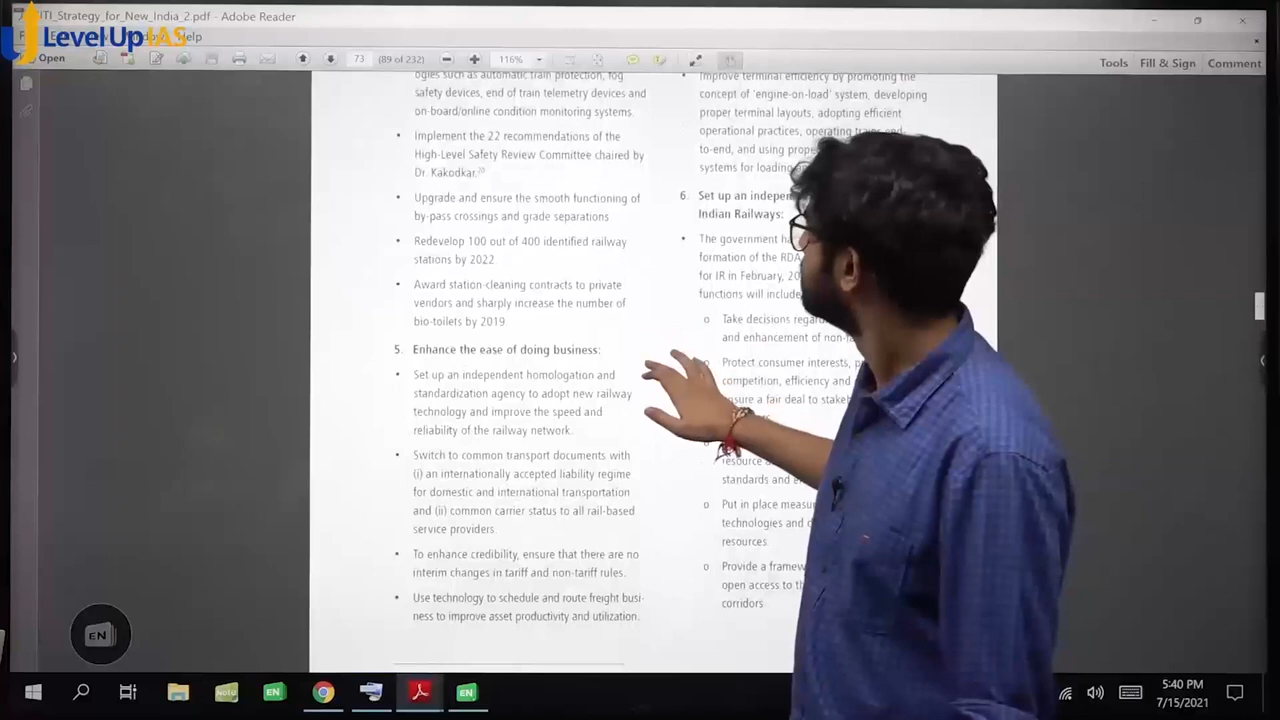 ITI_Strategy_for_New_India_2.pdf - Adobe Reader
LevelUp IAS
Help
Open
73
(89 of 232)
116%
Tools
Fill & Sign
Comment
ogies such as automatic train protection, fog
safety devices, end of train telemetry devices and
on-board/online condition monitoring systems.
• Implement the 22 recommendations of the
High-Level Safety Review Committee chaired by
Dr. Kakodkar.
• Upgrade and ensure the smooth functioning of
by-pass crossings and grade separations
• Redevelop 100 out of 400 identified railway
stations by 2022
• Award station-cleaning contracts to private
vendors and sharply increase the number of
bio-toilets by 2019
5. Enhance the ease of doing business:
• Set up an independent homologation and
standardization agency to adopt new railway
technology and improve the speed and
reliability of the railway network.
• Switch to common transport documents with
(i) an internationally accepted liability regime
for domestic and international transportation
and (ii) common carrier status to all rail-based
service providers.
• To enhance credibility, ensure that there are no
interim changes in tariff and non-tariff rules.
• Use technology to schedule and route freight busi-
ness to improve asset productivity and utilization.
• Improve terminal efficiency by promoting the
concept of 'engine-on-load' system, developing
proper terminal layouts, adopting efficient
operational practices, operating trains end-
to-end, and using
systems for loading
6. Set up an
Indian Railways:
• The government
formation of the RDA
for IR in February,
functions will include
o Take decisions
and enhancement of
o Protect consumer interests,
competition, efficiency and
ensure a fair deal to
resource
standards and
o Put in place
technologies and
resources
o Provide a
open access to
corridors
EN
Notu
EN
EN
5:40 PM
7/15/2021